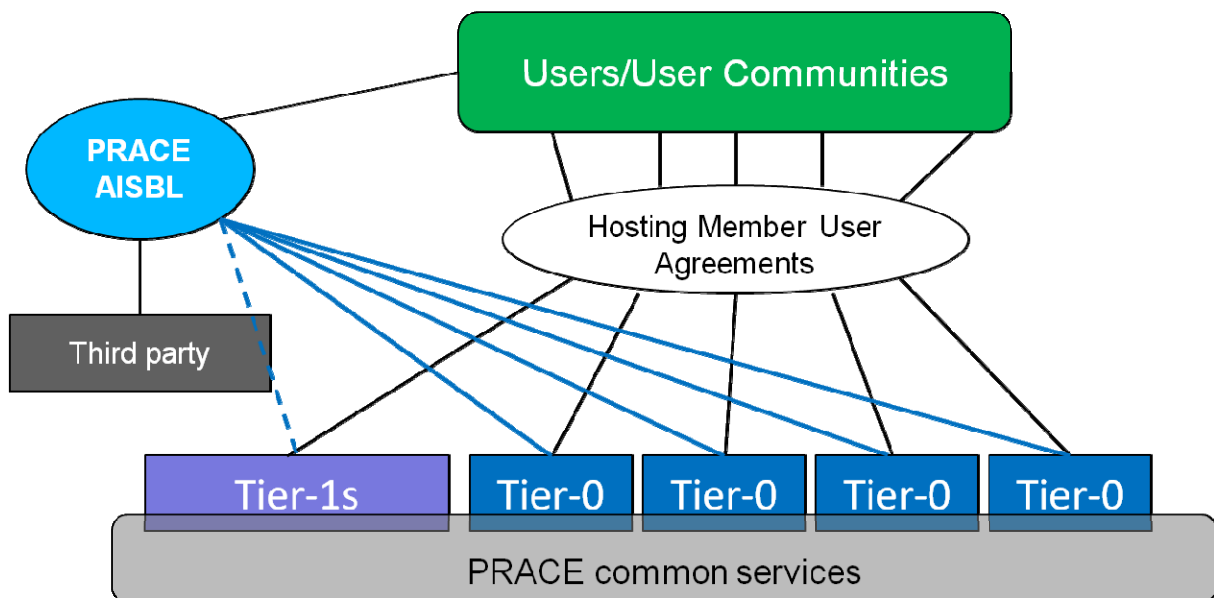 Users/User Communities
PRACE
AISBL
Hosting Member User
Agreements
Third party
Tier-1s
Tier-0
Tier-0
Tier-0
Tier-0
PRACE common services